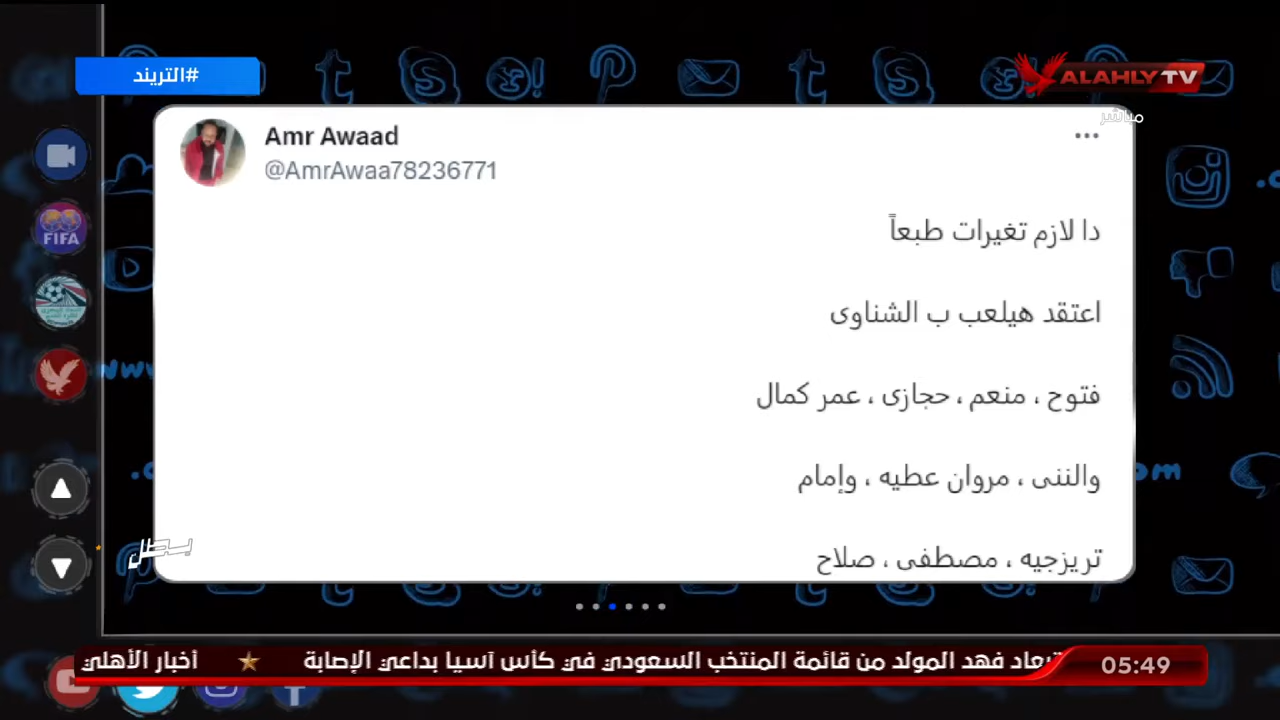 #التريند
ALAHLY TV
مباشر
Amr Awaad
@AmrAwaa78236771
دا لازم تغيرات طبعاً
اعتقد هيلعب ب الشناوى
فتوح ، منعم ، حجازى ، عمر كمال
والننى ، مروان عطيه ، وإمام
تريزجيه ، مصطفى ، صلاح
FIFA
فهد المولد من قائمة المنتخب السعودي في كأس آسيا بداعي الإصابة
أخبار الأهلي
05:49